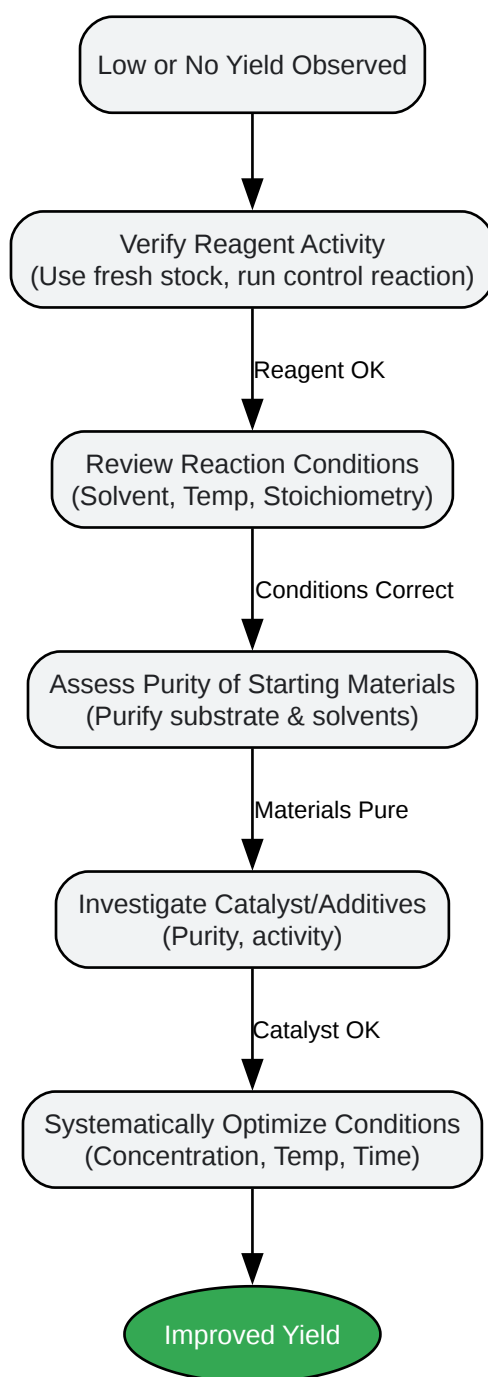 Low or No Yield Observed
Verify Reagent Activity
(Use fresh stock, run control reaction)
Reagent OK
Review Reaction Conditions
(Solvent, Temp, Stoichiometry)
Conditions Correct
Assess Purity of Starting Materials
(Purify substrate & solvents)
Materials Pure
Investigate Catalyst/Additives
(Purity, activity)
Catalyst OK
Systematically Optimize Conditions
(Concentration, Temp, Time)
Improved Yield